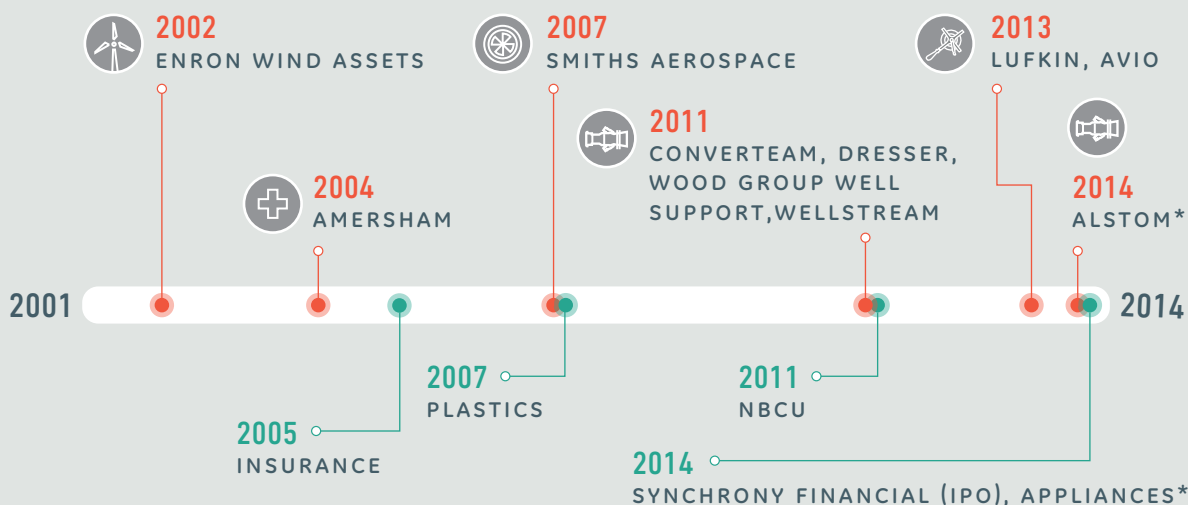 2002
ENRON WIND ASSETS
2007
SMITHS AEROSPACE
2013
LUFKIN, AVIO
2011
CONVERTEAM, DRESSER,
WOOD GROUP WELL
SUPPORT,WELLSTREAM
2004
AMERSHAM
2014
ALSTOM*
2001
2014
2007
PLASTICS
2011
NBCU
2005
INSURANCE
2014
SYNCHRONY FINANCIAL (IPO), APPLIANCES*